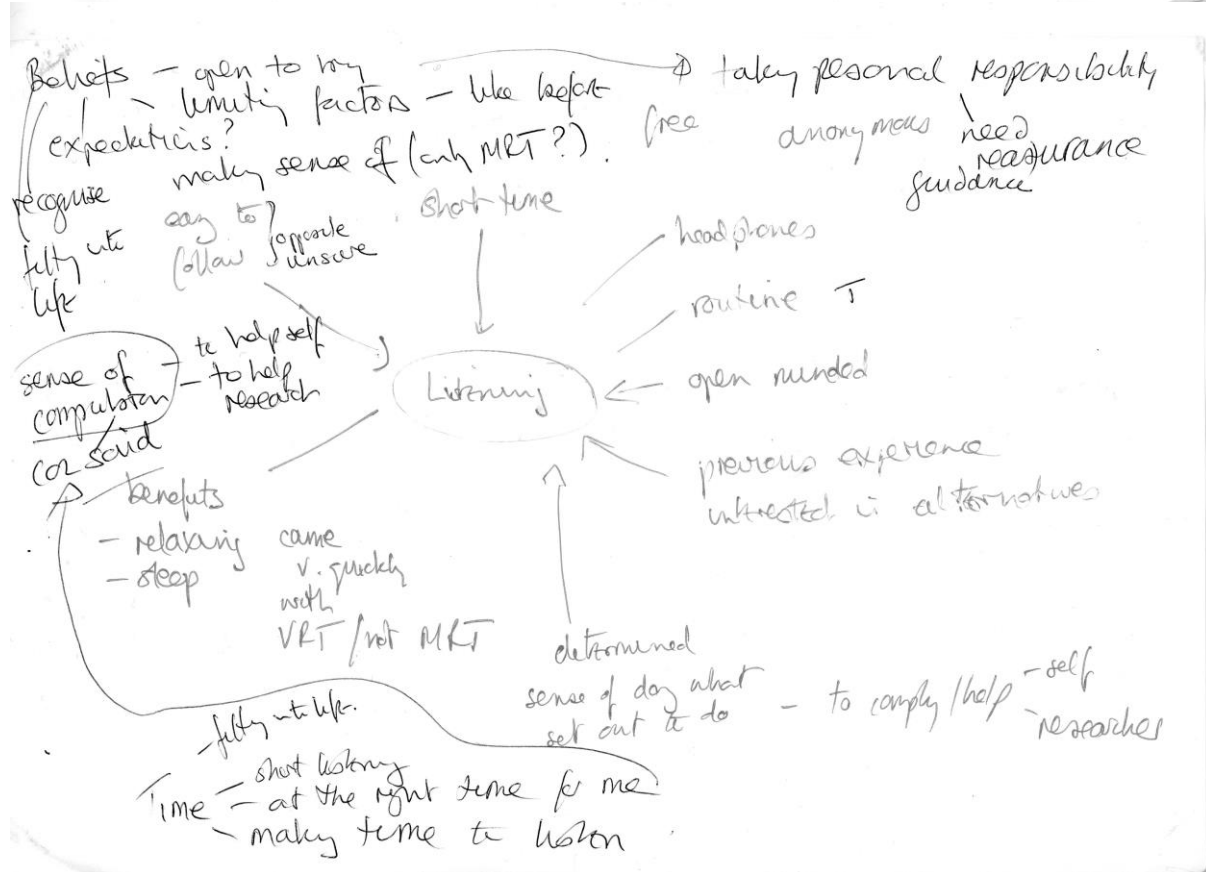 Beliefs – open to try
– limiting factors – like before
expectations?
making sense of (only MRT?).
recognise
fitting into
life
easy to
follow
opposite
unsure
short time
taking personal responsibility
free
anonymous
need
reassurance
guidance
headphones
routine T
open minded
previous experience
interested in alternatives
Listening
sense of
compulsion
– to help self
– to help
research
coz said
benefits
– relaxing
– sleep
came
v. quickly
with
VRT / not MRT
determined
sense of doing what
set out to do
– to comply / help
– self
– researcher
– fitting into life.
Time
– short listening
– at the right time for me
– making time to listen